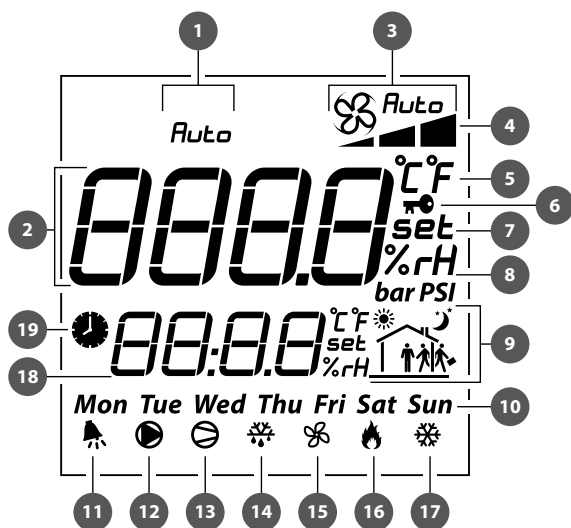 1 3
Auto Auto
4
°C°F 5
6
2 888.8 set 7
%rH 8
bar PSI
19 88:8.8 °C°F
set 9
18 %rH
Mon Tue Wed Thu Fri Sat Sun 10
11 12 13 14 15 16 17